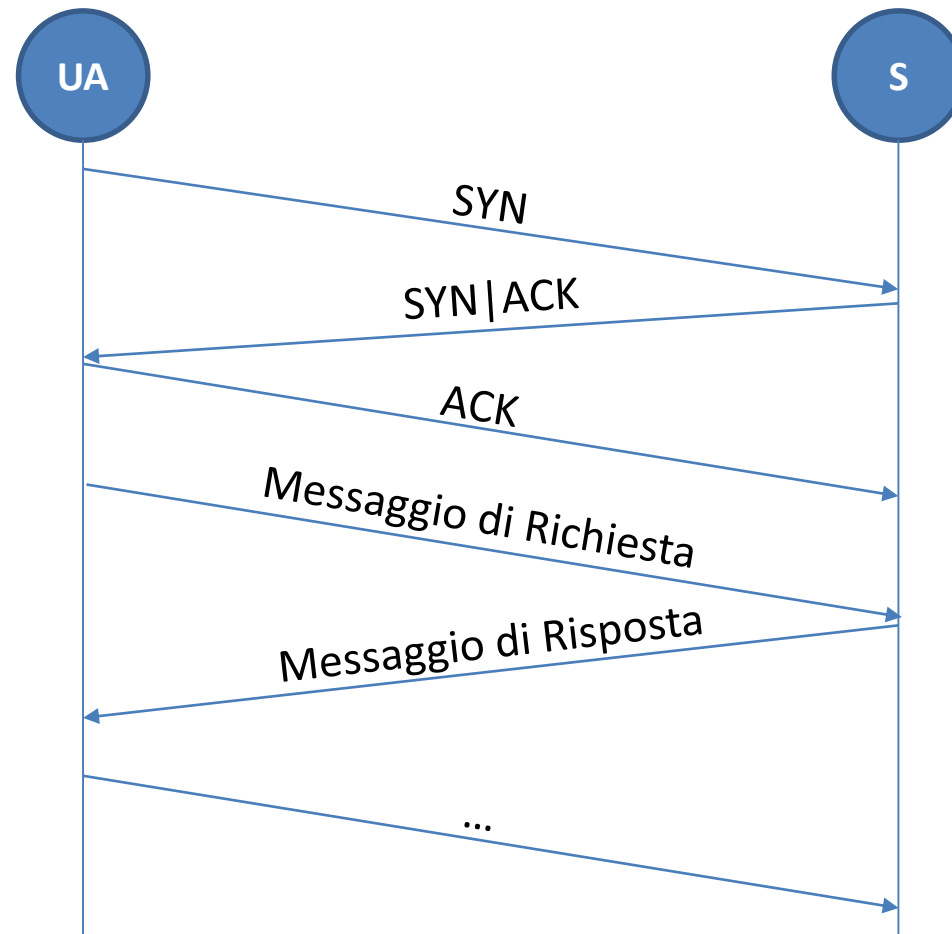 UA
S
SYN
SYN|ACK
ACK
Messaggio di Richiesta
Messaggio di Risposta
...